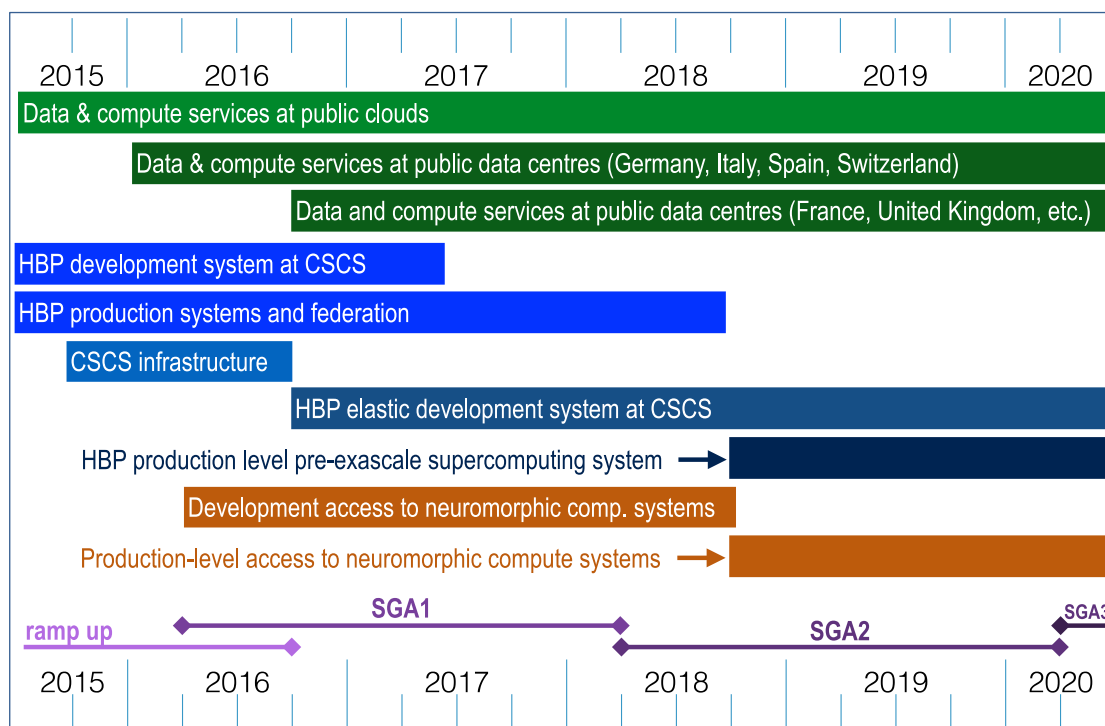 2015 2016 2017 2018 2019 2020
Data & compute services at public clouds
Data & compute services at public data centres (Germany, Italy, Spain, Switzerland)
Data and compute services at public data centres (France, United Kingdom, etc.)
HBP development system at CSCS
HBP production systems and federation
CSCS infrastructure
HBP elastic development system at CSCS
HBP production level pre-exascale supercomputing system
Development access to neuromorphic comp. systems
Production-level access to neuromorphic compute systems
SGA1
SGA3
ramp up
SGA2
2015 2016 2017 2018 2019 2020